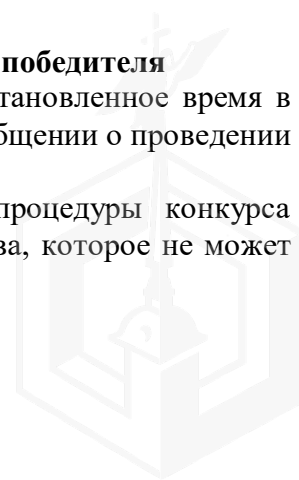 победителя
тановленное время в
бщении о проведении
процедуры конкурса
ва, которое не может